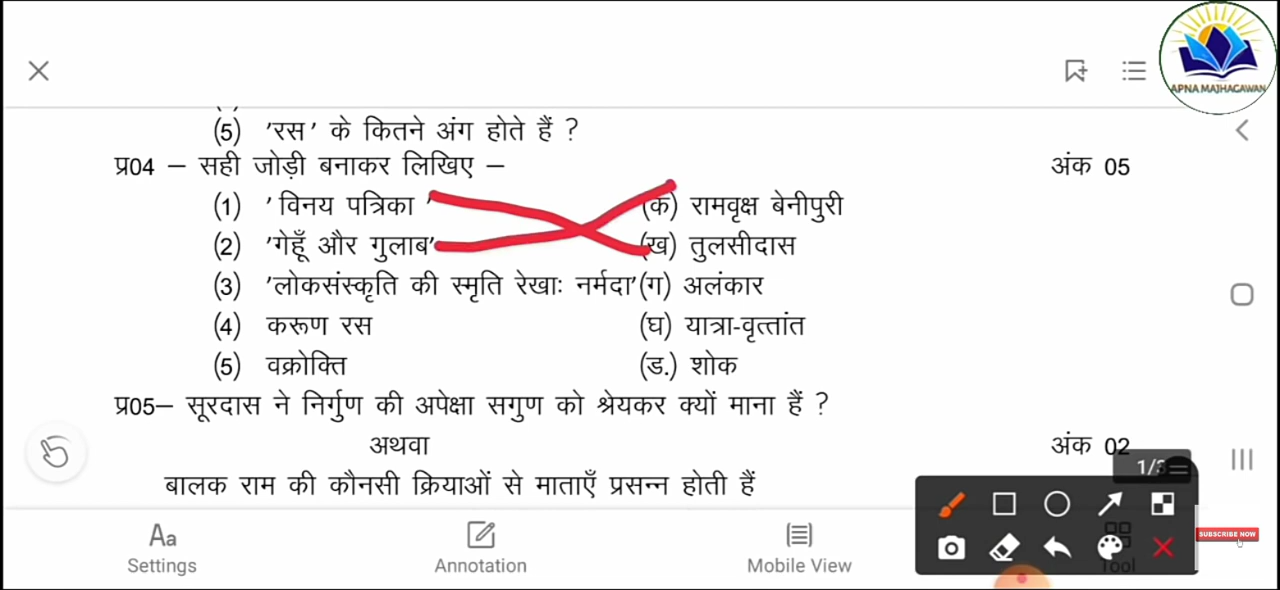 APNA MAJHAGAWAN
(5) 'रस' के कितने अंग होते हैं ?
प्र04 – सही जोड़ी बनाकर लिखिए – अंक 05
(1) ' विनय पत्रिका ' (क) रामवृक्ष बेनीपुरी
(2) 'गेहूँ और गुलाब' (ख) तुलसीदास
(3) 'लोकसंस्कृति की स्मृति रेखाः नर्मदा' (ग) अलंकार
(4) करूण रस (घ) यात्रा-वृत्तांत
(5) वक्रोक्ति (ड.) शोक
प्र05– सूरदास ने निर्गुण की अपेक्षा सगुण को श्रेयकर क्यों माना हैं ?
अथवा अंक 02
1/3
बालक राम की कौनसी क्रियाओं से माताएँ प्रसन्न होती हैं
SUBSCRIBE NOW
Aa
Settings Annotation Mobile View Tool